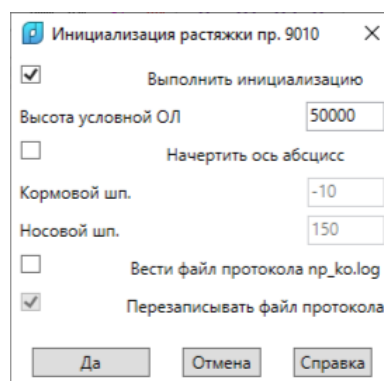 Инициализация растяжки пр. 9010
Выполнить инициализацию
Высота условной ОЛ 50000
Начертить ось абсцисс
Кормовой шп. -10
Носовой шп. 150
Вести файл протокола np_ko.log
Перезаписывать файл протокола
Да Отмена Справка